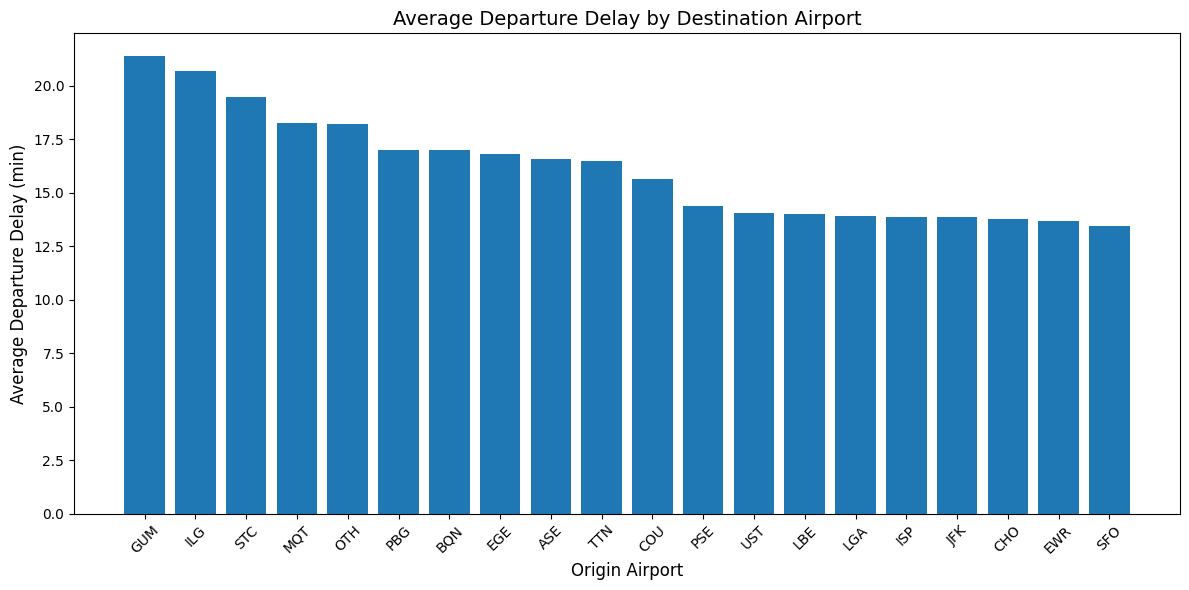 Average Departure Delay by Destination Airport
Average Departure Delay (min)
20.0
17.5
15.0
12.5
10.0
7.5
5.0
2.5
0.0
GUM ILG STC MQT OTH PBG BQN EGE ASE TTN COU PSE UST LBE LGA ISP JFK CHO EWR SFO
Origin Airport